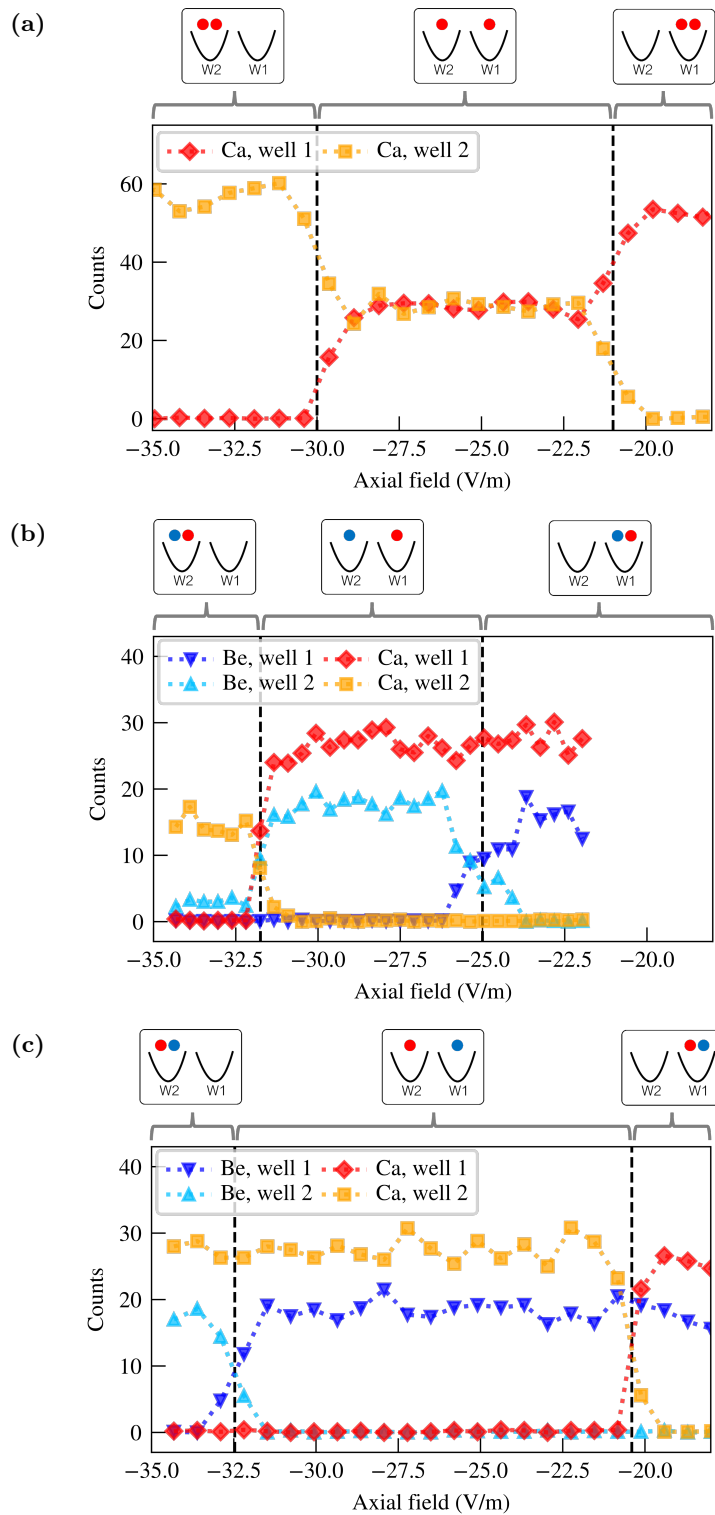 (a)
W2 W1
W2 W1
W2 W1
Ca, well 1 Ca, well 2
60
40
20
0
Counts
−35.0 −32.5 −30.0 −27.5 −25.0 −22.5 −20.0
Axial field (V/m)
(b)
W2 W1
W2 W1
W2 W1
Be, well 1 Ca, well 1
Be, well 2 Ca, well 2
40
30
20
10
0
Counts
−35.0 −32.5 −30.0 −27.5 −25.0 −22.5 −20.0
Axial field (V/m)
(c)
W2 W1
W2 W1
W2 W1
Be, well 1 Ca, well 1
Be, well 2 Ca, well 2
40
30
20
10
0
Counts
−35.0 −32.5 −30.0 −27.5 −25.0 −22.5 −20.0
Axial field (V/m)